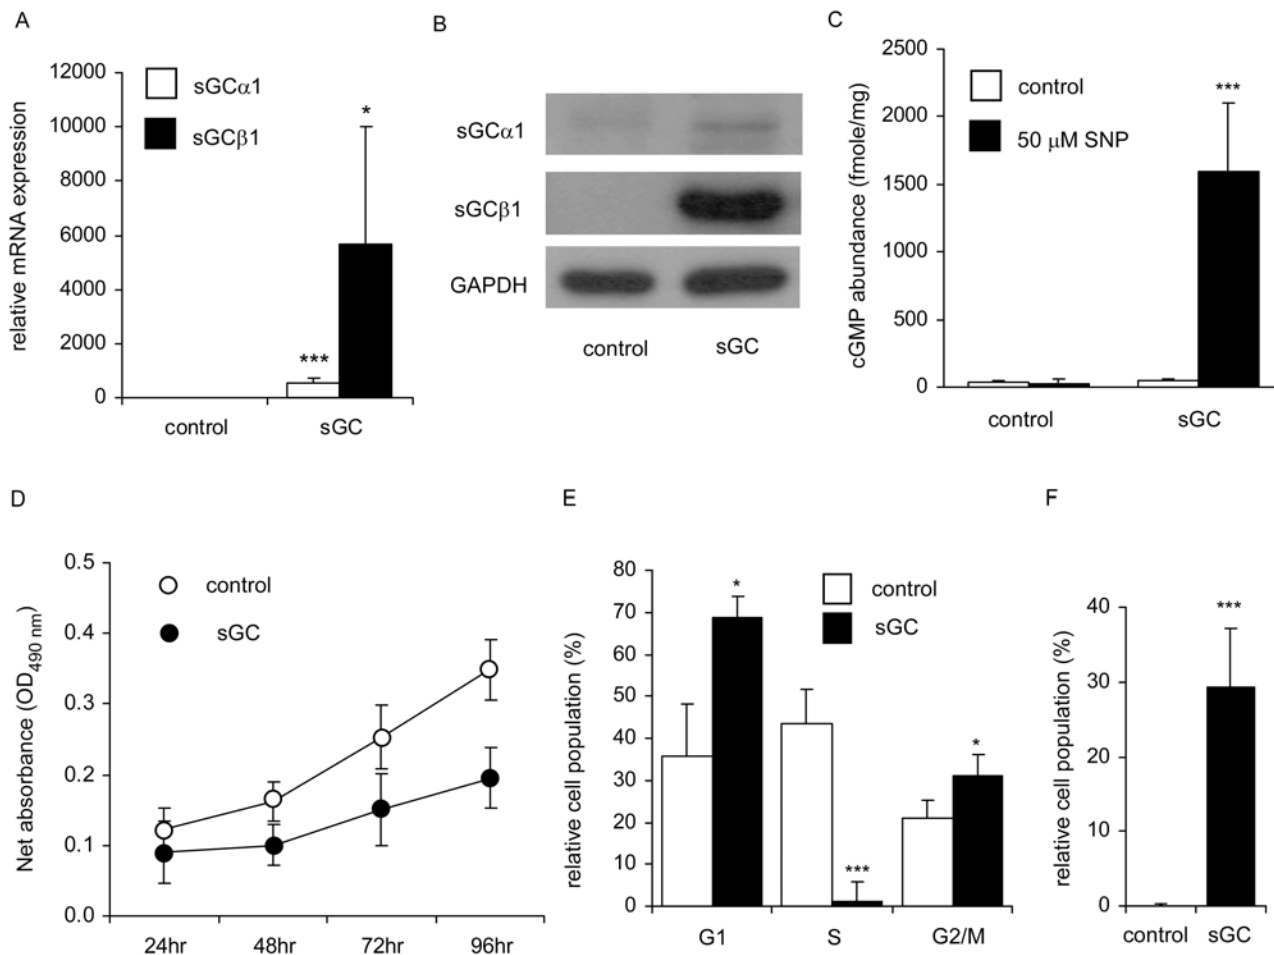 A
relative mRNA expression
12000
10000
8000
6000
4000
2000
0
sGCα1
sGCβ1
***
*
control
sGC
B
sGCα1
sGCβ1
GAPDH
control
sGC
C
cGMP abundance (fmole/mg)
2500
2000
1500
1000
500
0
control
50 μM SNP
***
control
sGC
D
Net absorbance (OD490 nm)
0.5
0.4
0.3
0.2
0.1
0.0
control
sGC
24hr
48hr
72hr
96hr
E
relative cell population (%)
80
70
60
50
40
30
20
10
0
control
sGC
*
***
*
G1
S
G2/M
F
relative cell population (%)
40
30
20
10
0
***
control
sGC